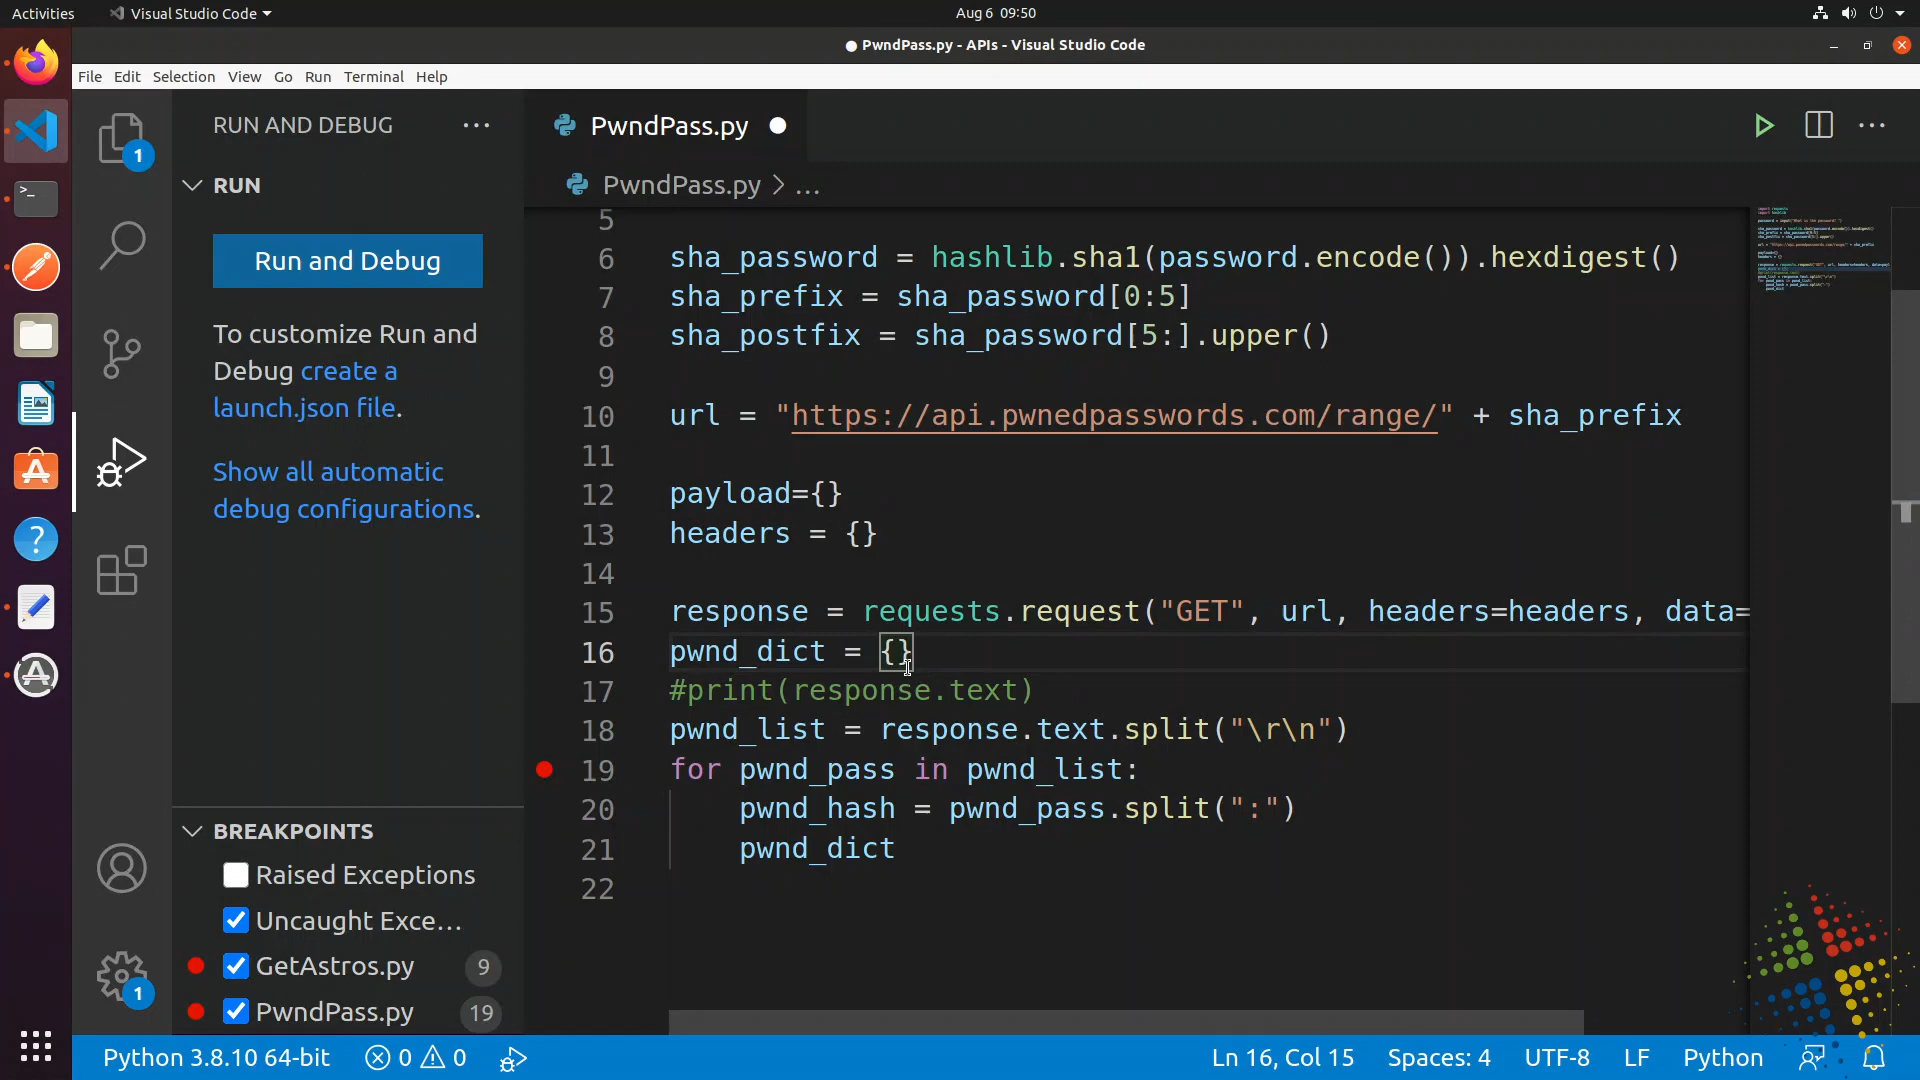 Activities
Visual Studio Code
Aug 6 09:50
● PwndPass.py - APIs - Visual Studio Code
File Edit Selection View Go Run Terminal Help
1
RUN AND DEBUG ···
PwndPass.py ●
RUN
PwndPass.py > ...
Run and Debug
To customize Run and
Debug create a
launch.json file.
Show all automatic
debug configurations.
5
6 sha_password = hashlib.sha1(password.encode()).hexdigest()
7 sha_prefix = sha_password[0:5]
8 sha_postfix = sha_password[5:].upper()
9
10 url = "https://api.pwnedpasswords.com/range/" + sha_prefix
11
12 payload={}
13 headers = {}
14
15 response = requests.request("GET", url, headers=headers, data=
16 pwnd_dict = {}
17 #print(response.text)
18 pwnd_list = response.text.split("\r\n")
19 for pwnd_pass in pwnd_list:
20 pwnd_hash = pwnd_pass.split(":")
21 pwnd_dict
22
BREAKPOINTS
Raised Exceptions
Uncaught Exce...
GetAstros.py 9
PwndPass.py 19
1
Python 3.8.10 64-bit 0 0 Ln 16, Col 15 Spaces: 4 UTF-8 LF Python